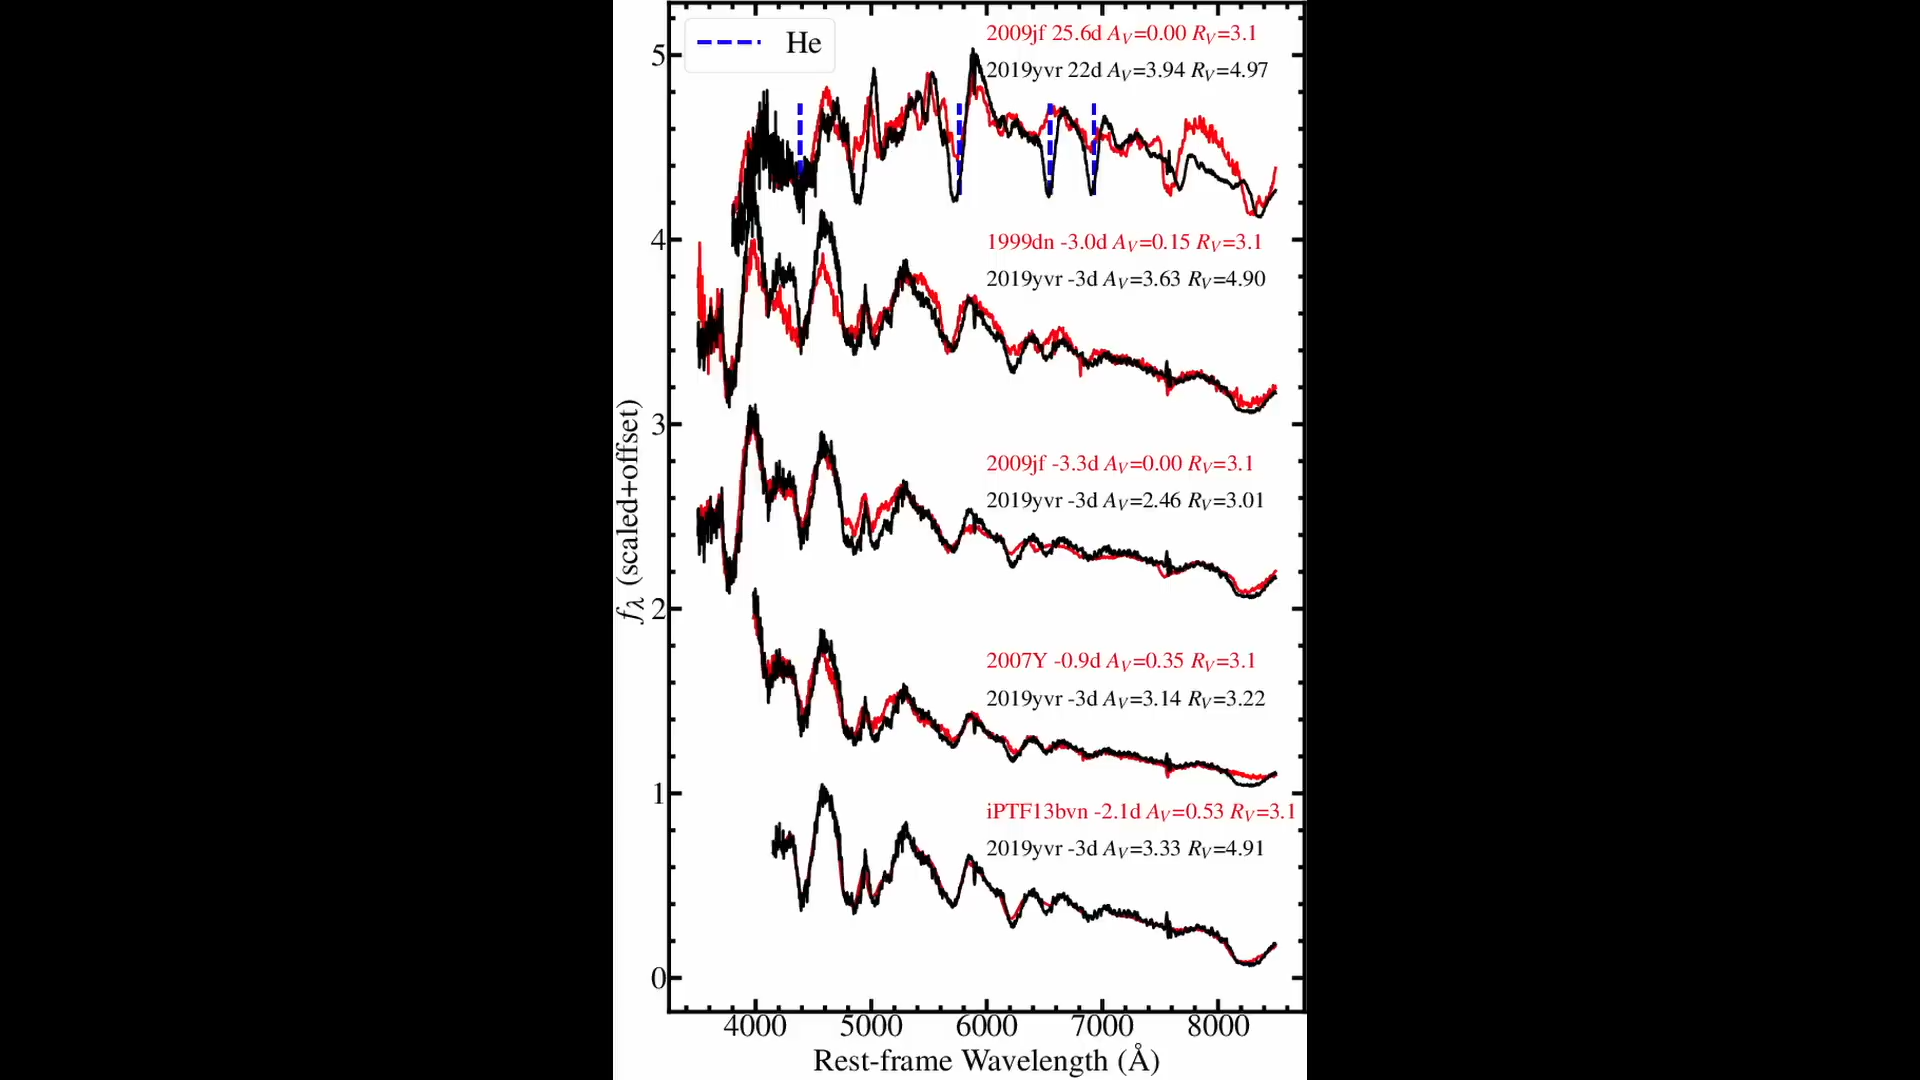 He
2009jf 25.6d A_V=0.00 R_V=3.1
2019yvr 22d A_V=3.94 R_V=4.97
1999dn -3.0d A_V=0.15 R_V=3.1
2019yvr -3d A_V=3.63 R_V=4.90
2009jf -3.3d A_V=0.00 R_V=3.1
2019yvr -3d A_V=2.46 R_V=3.01
2007Y -0.9d A_V=0.35 R_V=3.1
2019yvr -3d A_V=3.14 R_V=3.22
iPTF13bvn -2.1d A_V=0.53 R_V=3.1
2019yvr -3d A_V=3.33 R_V=4.91
5
4
3
2
1
0
f_λ (scaled+offset)
4000 5000 6000 7000 8000
Rest-frame Wavelength (Å)